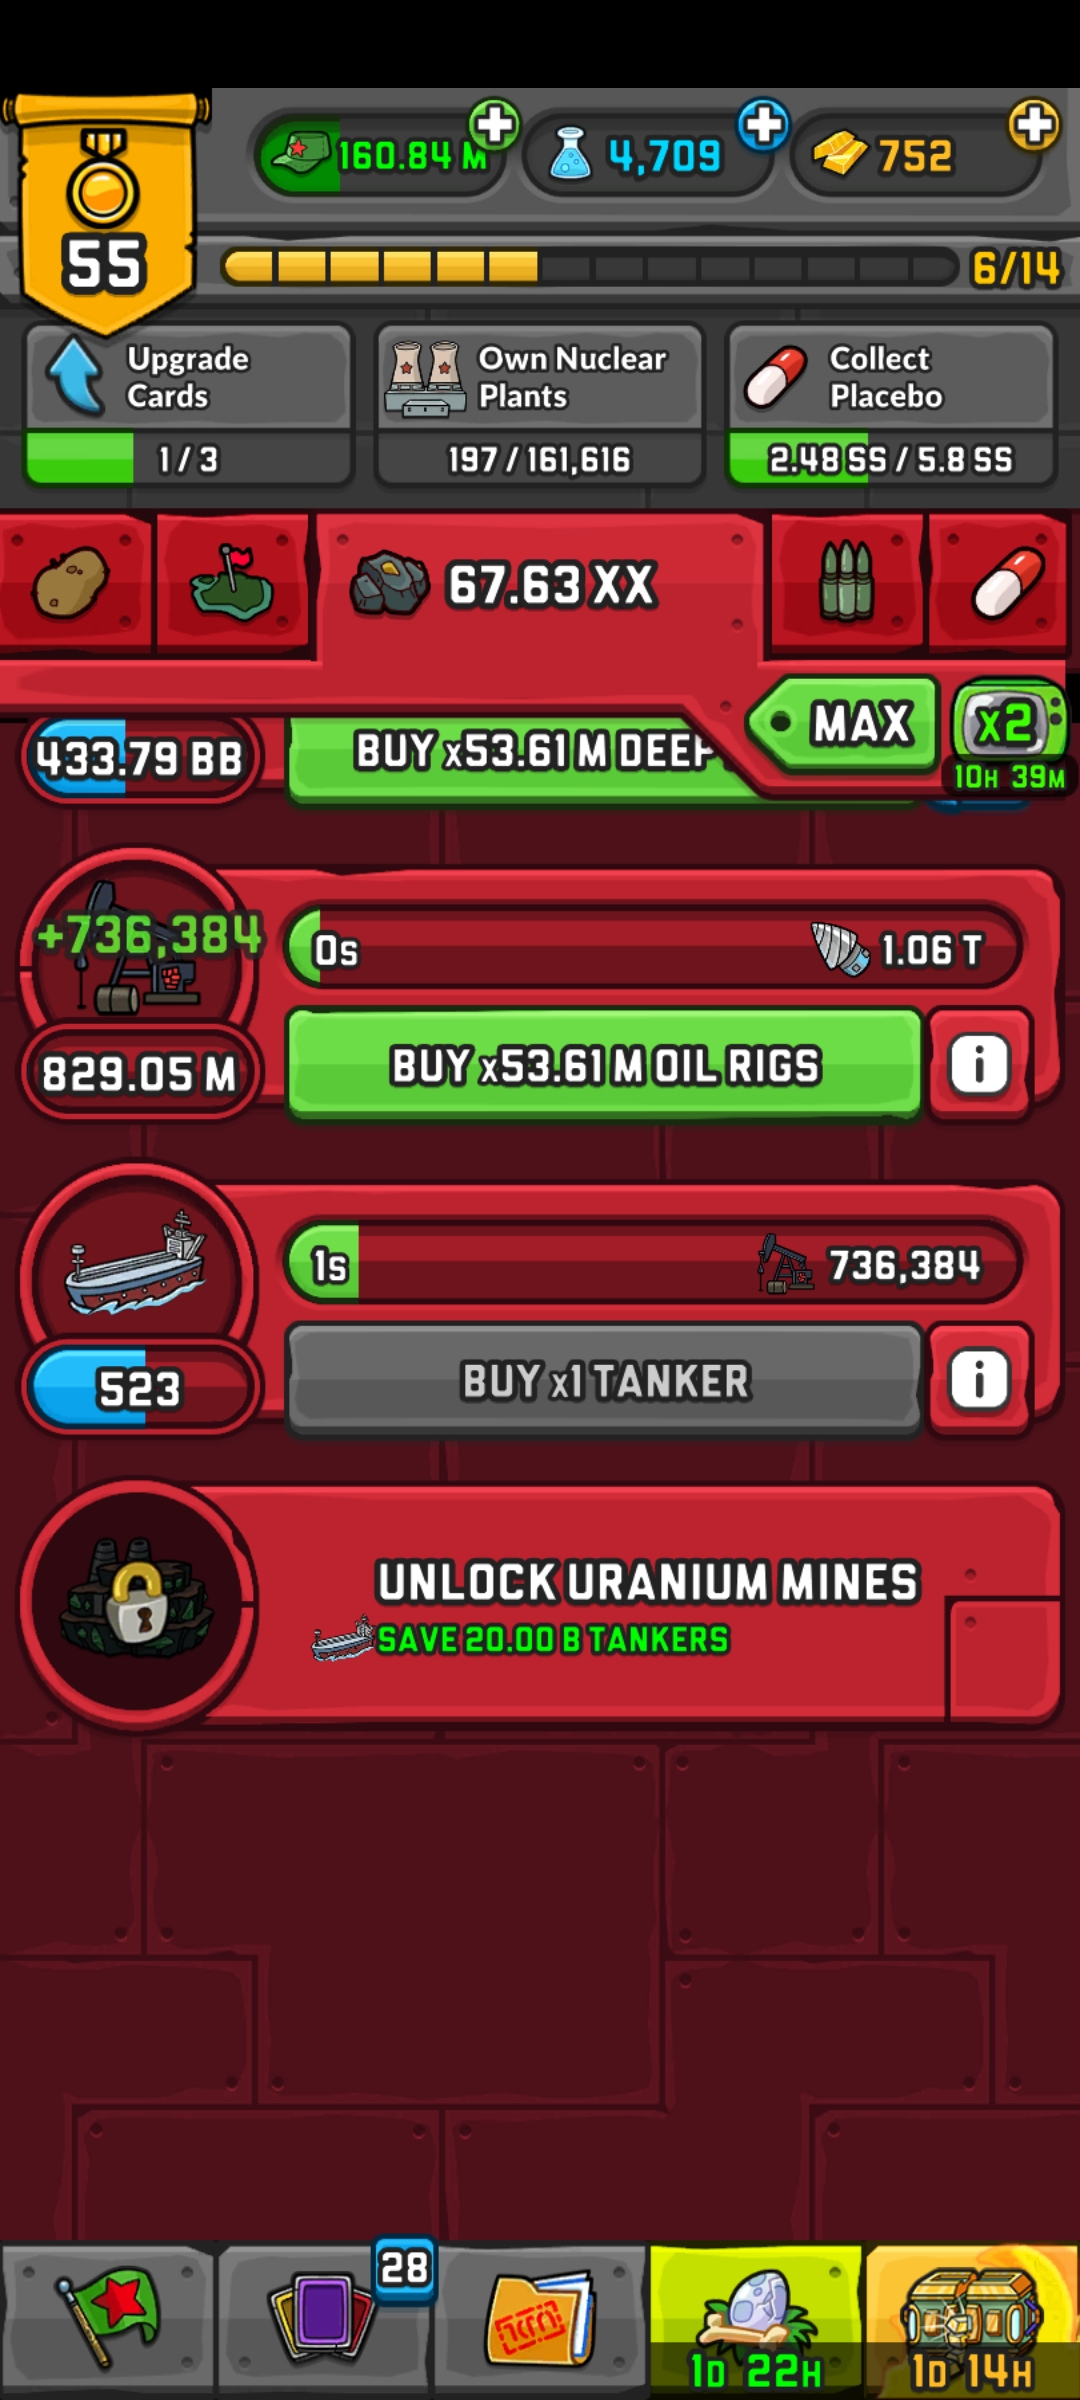 55
160.84 M
4,709
752
6/14
Upgrade
Cards
1 / 3
Own Nuclear
Plants
197 / 161,616
Collect
Placebo
2.48 SS / 5.8 SS
67.63 XX
MAX
X2
10H 39M
433.79 BB
BUY x53.61 M DEEP
+736,384
0s
1.06 T
829.05 M
BUY x53.61 M OIL RIGS
i
1s
736,384
523
BUY x1 TANKER
i
UNLOCK URANIUM MINES
SAVE 20.00 B TANKERS
28
1D 22H
1D 14H